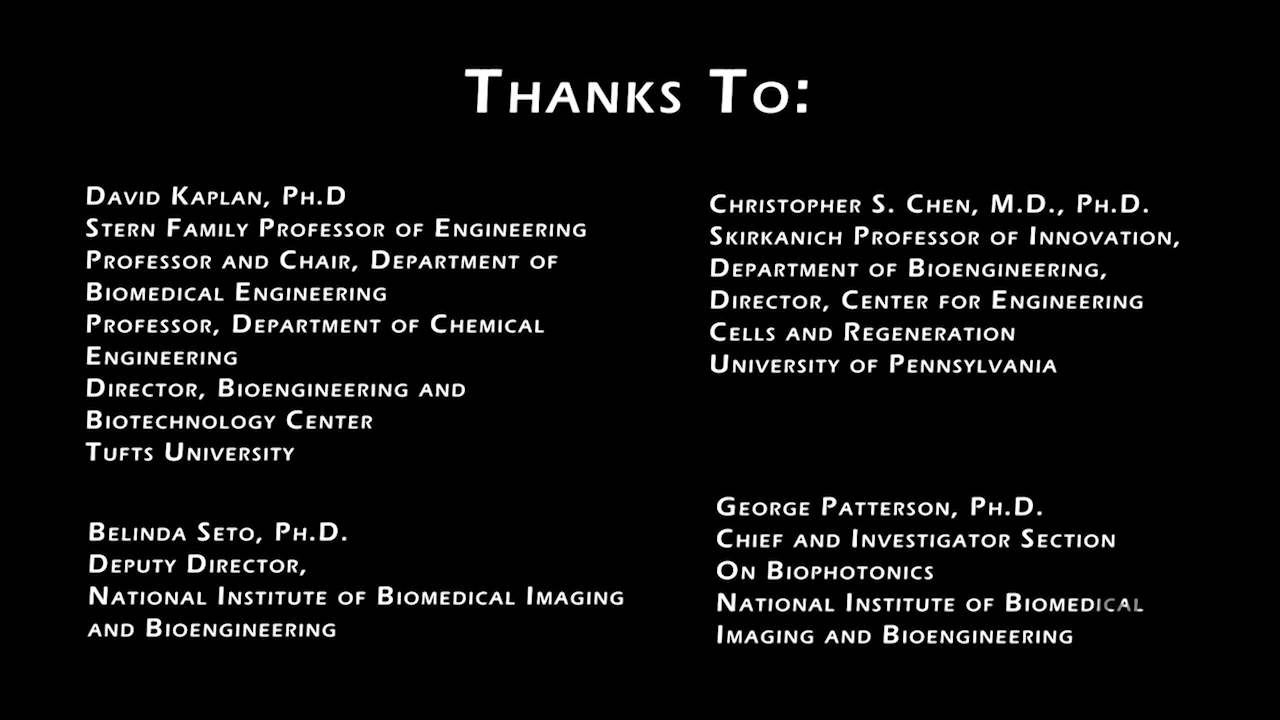 Thanks To:
David Kaplan, Ph.D
Stern Family Professor of Engineering
Professor and Chair, Department of
Biomedical Engineering
Professor, Department of Chemical
Engineering
Director, Bioengineering and
Biotechnology Center
Tufts University
Christopher S. Chen, M.D., Ph.D.
Skirkanich Professor of Innovation,
Department of Bioengineering,
Director, Center for Engineering
Cells and Regeneration
University of Pennsylvania
Belinda Seto, Ph.D.
Deputy Director,
National Institute of Biomedical Imaging
and Bioengineering
George Patterson, Ph.D.
Chief and Investigator Section
On Biophotonics
National Institute of Biomedical
Imaging and Bioengineering